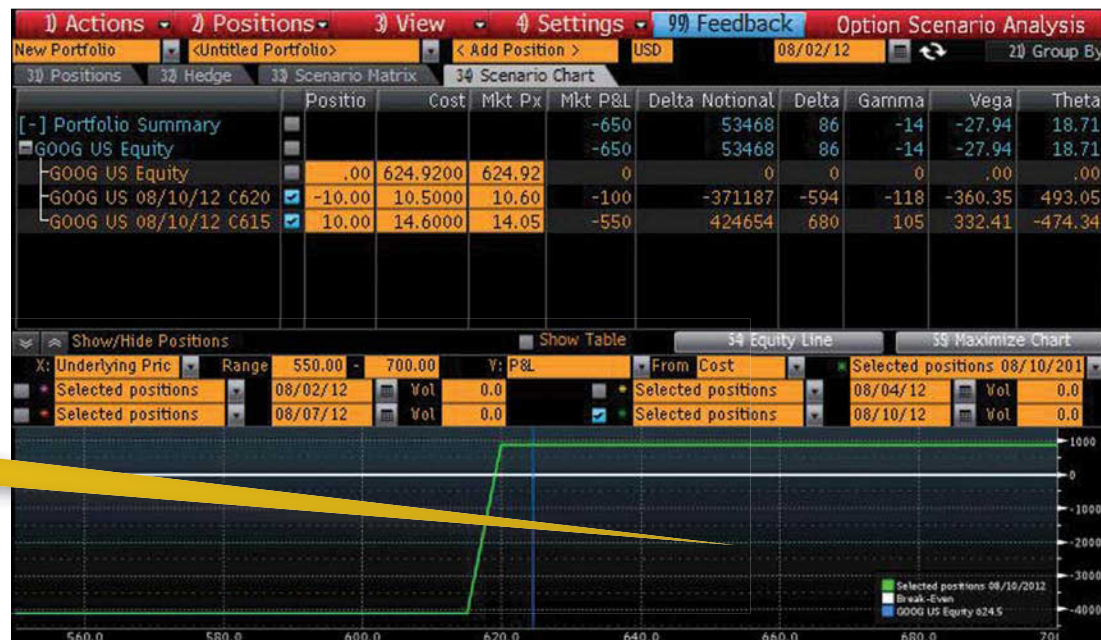 1) Actions 2) Positions 3) View 4) Settings 99) Feedback Option Scenario Analysis
New Portfolio <Untitled Portfolio> < Add Position > USD 08/02/12 21) Group By
31) Positions 32) Hedge 33) Scenario Matrix 34) Scenario Chart
Positio Cost Mkt Px Mkt P&L Delta Notional Delta Gamma Vega Theta
[-] Portfolio Summary -650 53468 86 -14 -27.94 18.71
GOOG US Equity -650 53468 86 -14 -27.94 18.71
GOOG US Equity .00 624.9200 624.92 0 0 0 0 .00 .00
GOOG US 08/10/12 C620 -10.00 10.5000 10.60 -100 -371187 -594 -118 -360.35 493.05
GOOG US 08/10/12 C615 10.00 14.6000 14.05 -550 424654 680 105 332.41 -474.34
Show/Hide Positions Show Table 54) Equity Line 55) Maximize Chart
X: Underlying Pric Range 550.00 - 700.00 Y: P&L From Cost Selected positions 08/10/201
Selected positions 08/02/12 Vol 0.0 Selected positions 08/04/12 Vol 0.0
Selected positions 08/07/12 Vol 0.0 Selected positions 08/10/12 Vol 0.0
1000
0
-1000
-2000
-3000
-4000
Selected positions 08/10/2012
Break-Even
GOOG US Equity 624.5
560.0 580.0 600.0 620.0 640.0 660.0 680.0